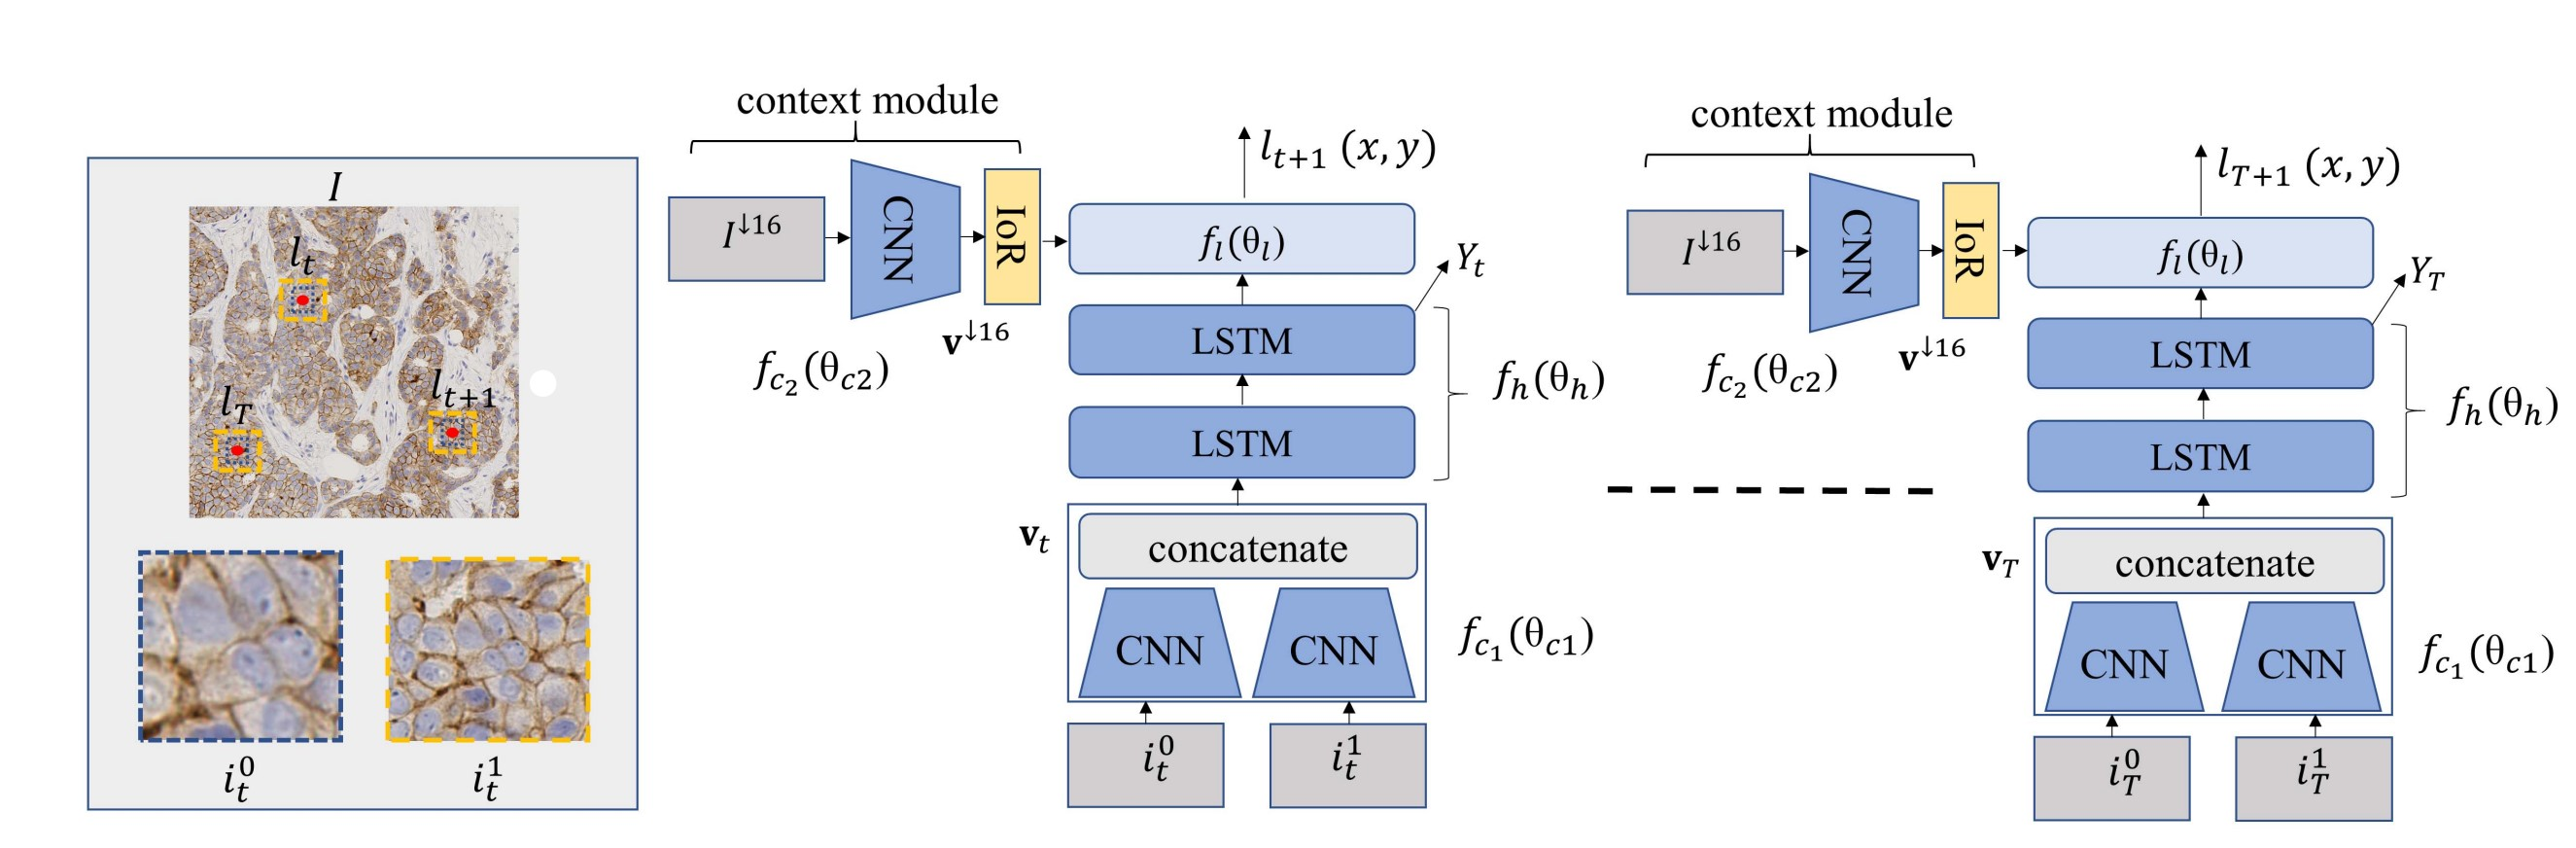 I
l_t
l_{t+1}
l_T
i_t^0
i_t^1
context module
I^{↓16}
CNN
IoR
f_{c_2}(θ_{c2})
v^{↓16}
l_{t+1} (x, y)
f_l(θ_l)
Y_t
LSTM
LSTM
f_h(θ_h)
v_t
concatenate
CNN
CNN
f_{c_1}(θ_{c1})
i_t^0
i_t^1
context module
I^{↓16}
CNN
IoR
f_{c_2}(θ_{c2})
v^{↓16}
l_{T+1} (x, y)
f_l(θ_l)
Y_T
LSTM
LSTM
f_h(θ_h)
v_T
concatenate
CNN
CNN
f_{c_1}(θ_{c1})
i_T^0
i_T^1